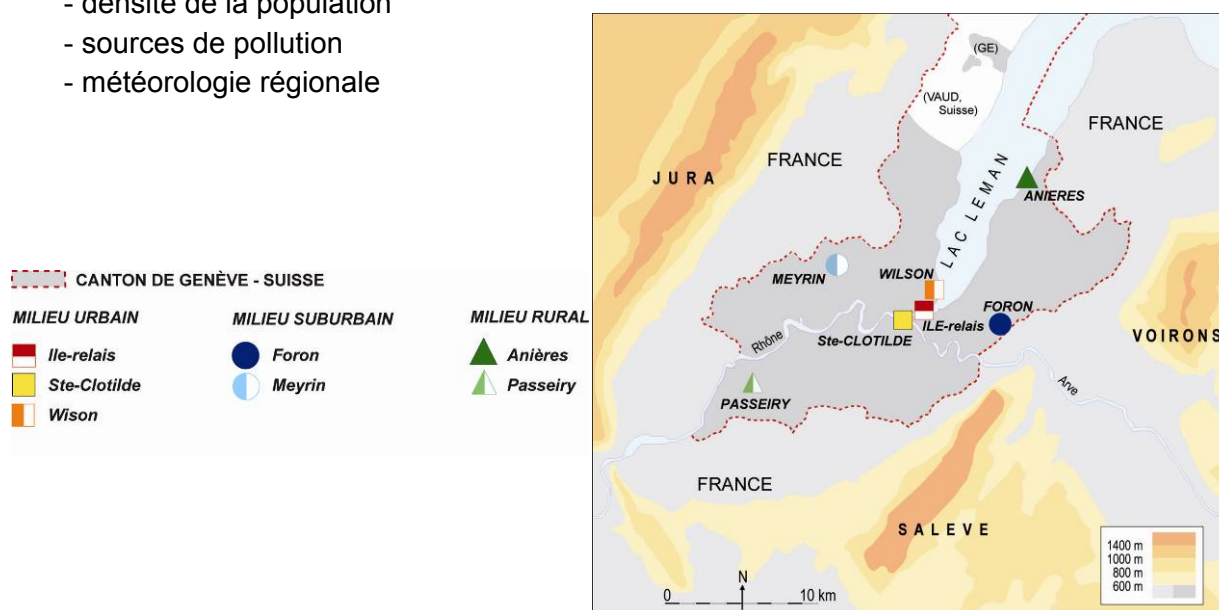 - densité de la population
- sources de pollution
- météorologie régionale
CANTON DE GENÈVE - SUISSE
MILIEU URBAIN
Ile-relais
Ste-Clotilde
Wison
MILIEU SUBURBAIN
Foron
Meyrin
MILIEU RURAL
Anières
Passeiry
(GE)
(VAUD,
Suisse)
FRANCE
FRANCE
JURA
LAC LEMAN
ANIERES
MEYRIN
WILSON
FORON
ILE-relais
Ste-CLOTILDE
Rhône
VOIRONS
PASSEIRY
Arve
FRANCE
SALEVE
1400 m
1000 m
800 m
600 m
N
0 10 km